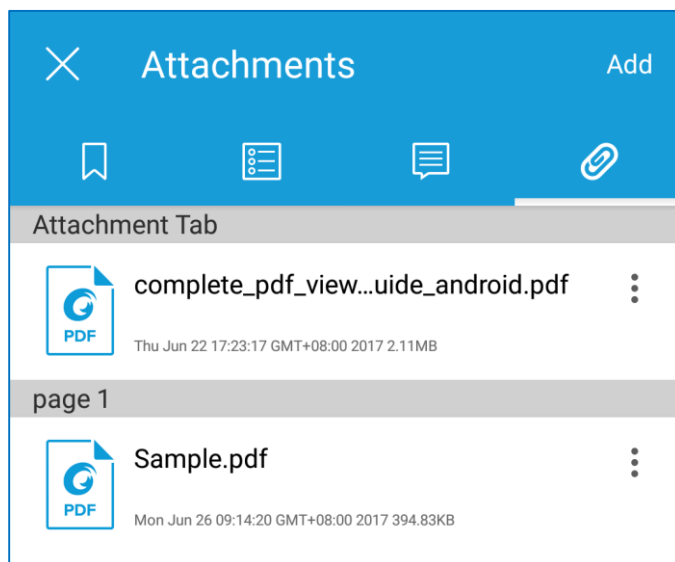 Attachments
Add
Attachment Tab
complete_pdf_view...uide_android.pdf
PDF
Thu Jun 22 17:23:17 GMT+08:00 2017 2.11MB
page 1
Sample.pdf
PDF
Mon Jun 26 09:14:20 GMT+08:00 2017 394.83KB